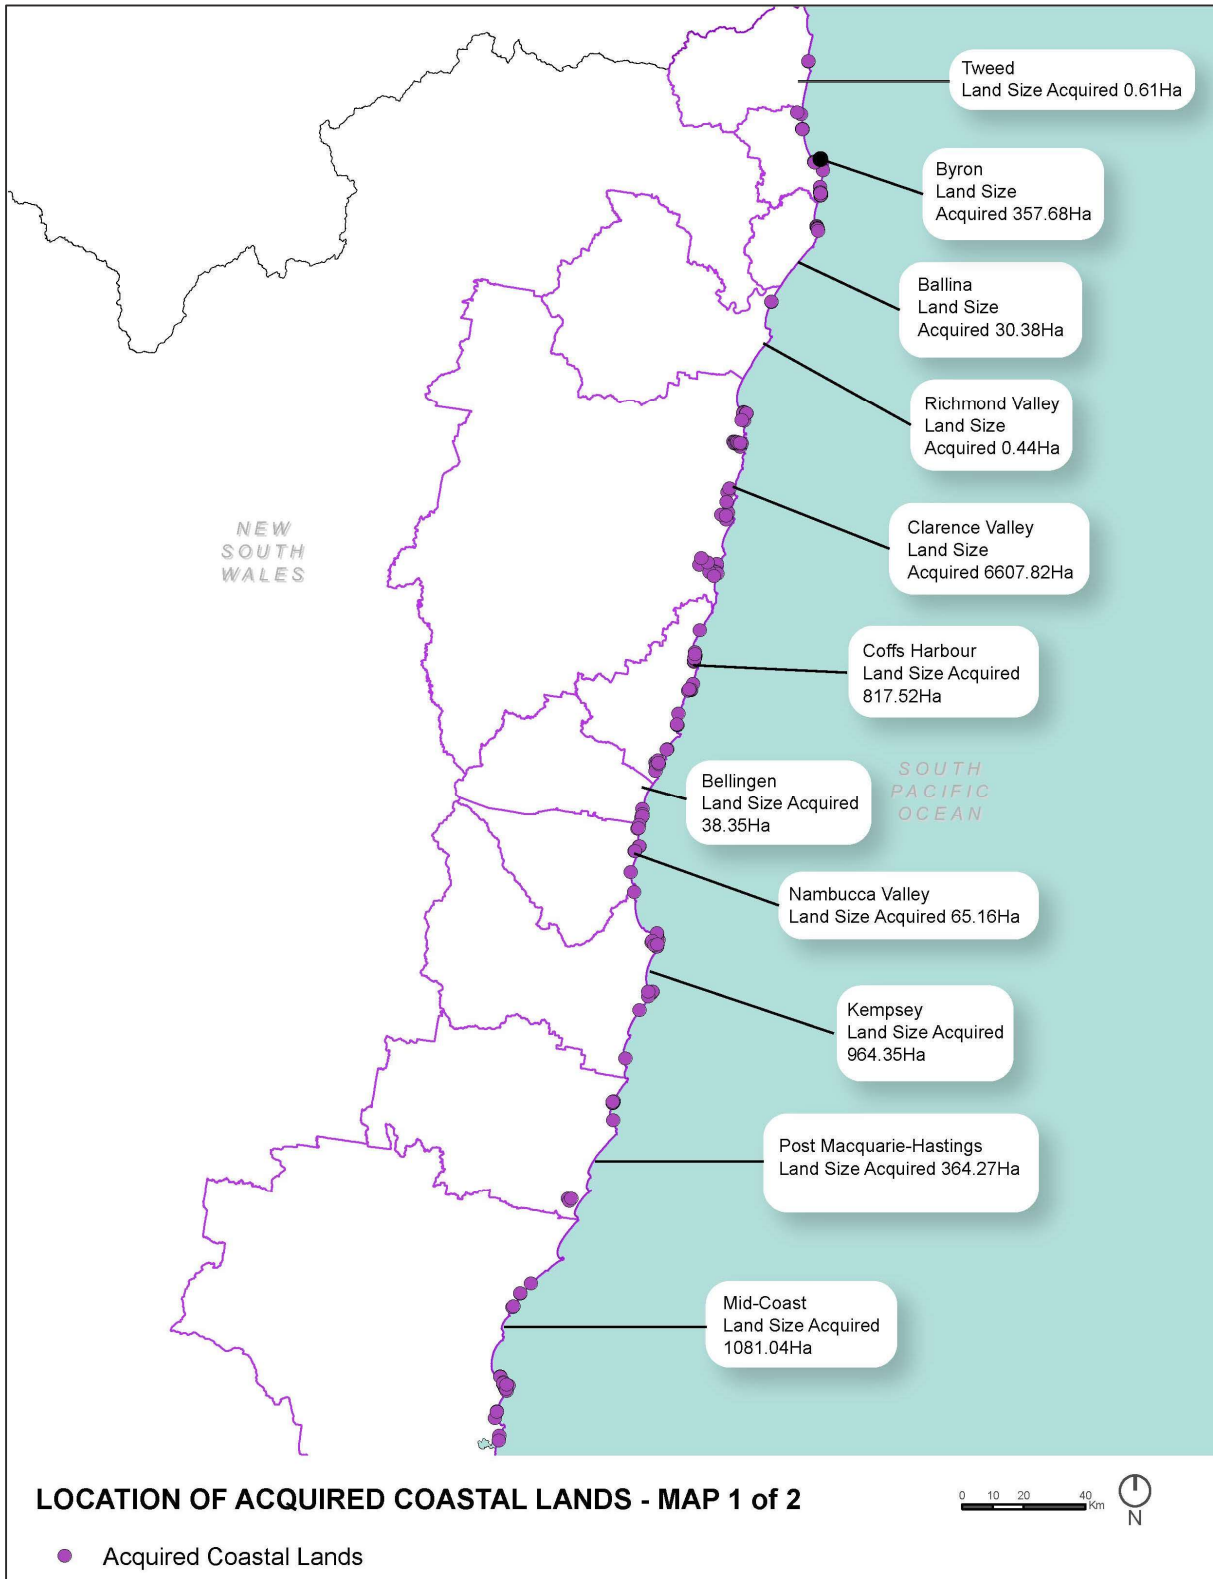 Tweed
Land Size Acquired 0.61Ha
Byron
Land Size
Acquired 357.68Ha
Ballina
Land Size
Acquired 30.38Ha
Richmond Valley
Land Size
Acquired 0.44Ha
NEW
SOUTH
WALES
Clarence Valley
Land Size
Acquired 6607.82Ha
Coffs Harbour
Land Size Acquired
817.52Ha
SOUTH
PACIFIC
OCEAN
Bellingen
Land Size Acquired
38.35Ha
Nambucca Valley
Land Size Acquired 65.16Ha
Kempsey
Land Size Acquired
964.35Ha
Post Macquarie-Hastings
Land Size Acquired 364.27Ha
Mid-Coast
Land Size Acquired
1081.04Ha
LOCATION OF ACQUIRED COASTAL LANDS - MAP 1 of 2
0 10 20 40
Km
N
Acquired Coastal Lands